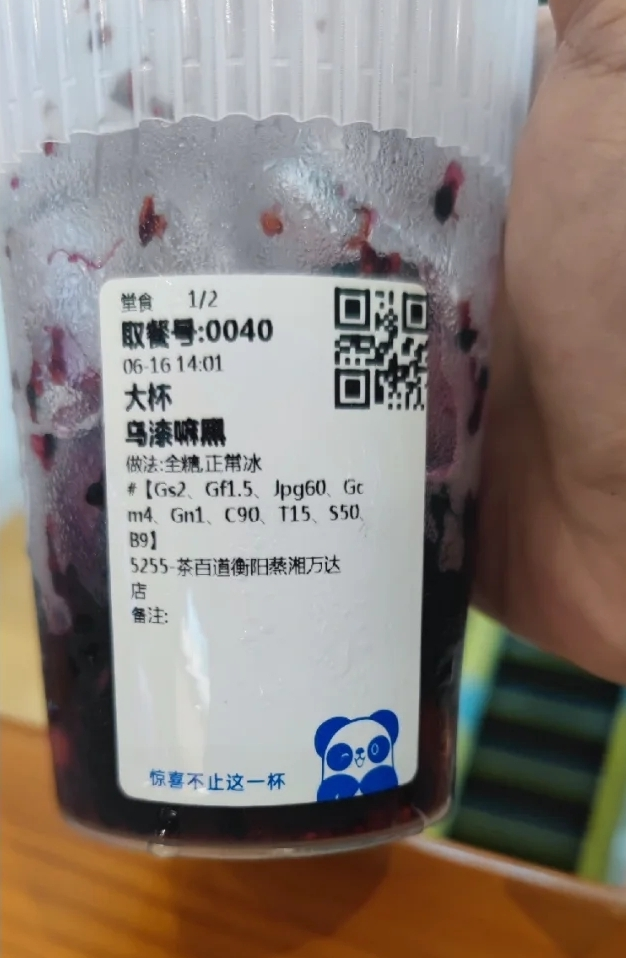 堂食 1/2
取餐号:0040
06-16 14:01
大杯
乌漆嘛黑
做法:全糖,正常冰
#【Gs2、Gf1.5、Jpg60、Gc
m4、Gn1、C90、T15、S50、
B9】
5255-茶百道衡阳蒸湘万达
店
备注:
惊喜不止这一杯